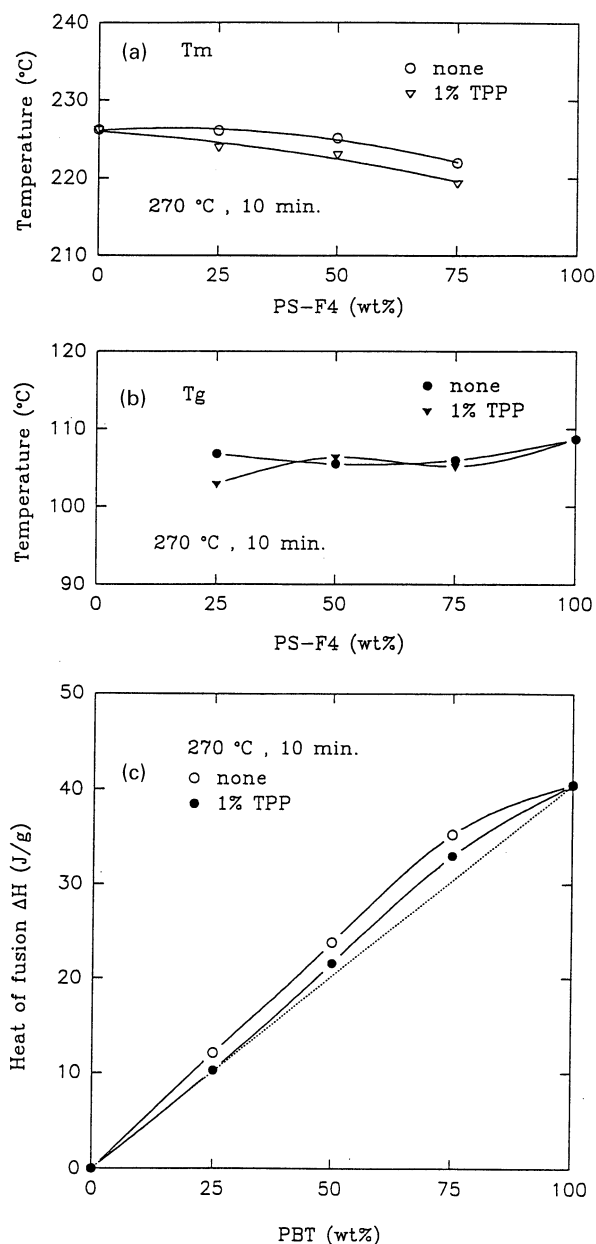 240
(a) Tm
○ none
▽ 1% TPP
230
220
270 °C , 10 min.
210
0 25 50 75 100
Temperature (°C)
PS-F4 (wt%)
120
(b) Tg
● none
▼ 1% TPP
110
100
270 °C , 10 min.
90
0 25 50 75 100
Temperature (°C)
PS-F4 (wt%)
50
270 °C , 10 min.
(c)
○ none
● 1% TPP
40
30
20
10
0
0 25 50 75 100
Heat of fusion ΔH (J/g)
PBT (wt%)